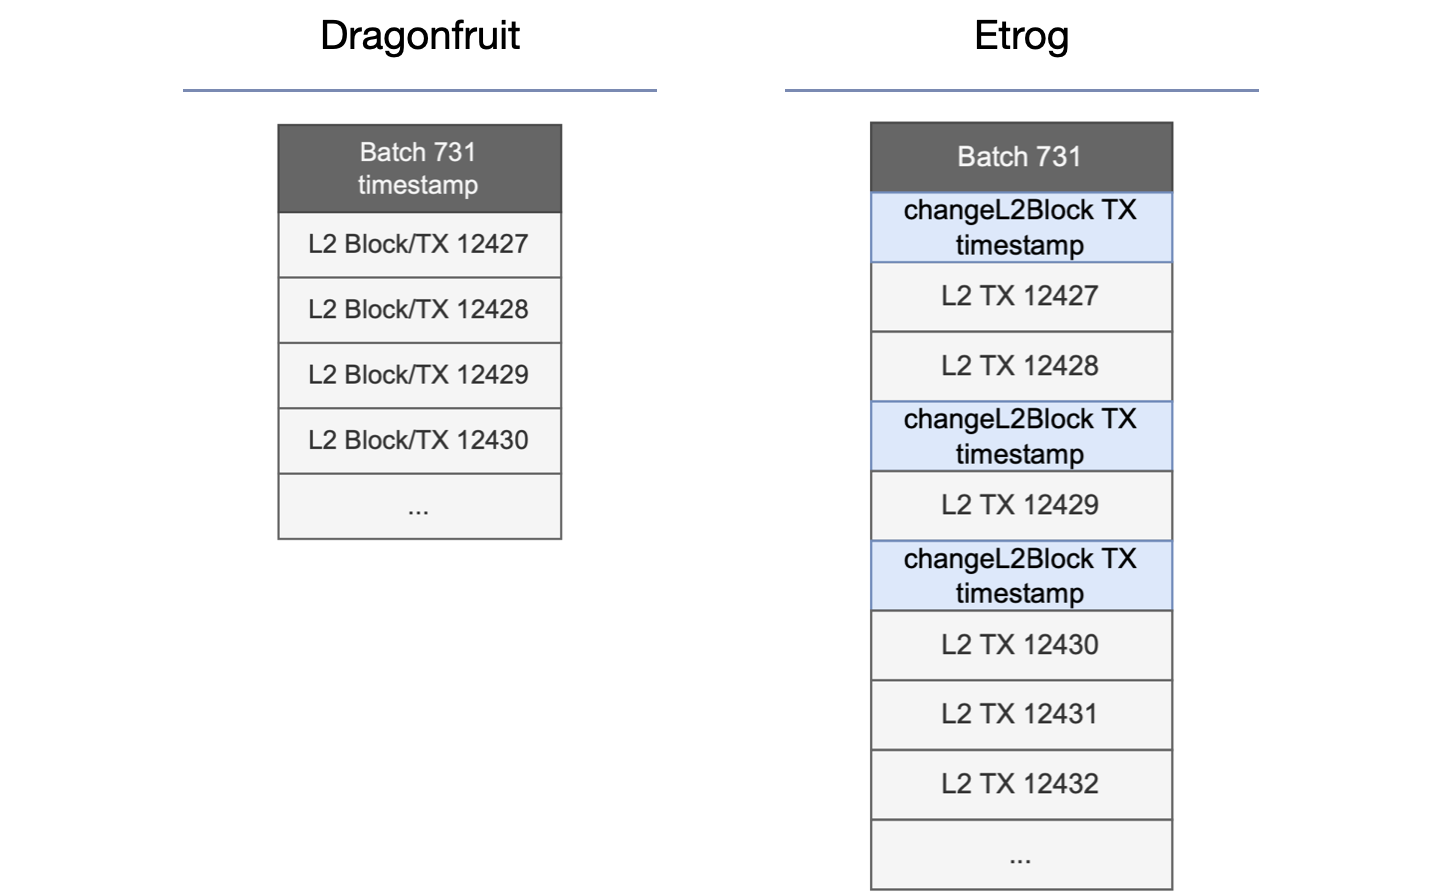 Dragonfruit
Batch 731
timestamp
L2 Block/TX 12427
L2 Block/TX 12428
L2 Block/TX 12429
L2 Block/TX 12430
...
Etrog
Batch 731
changeL2Block TX
timestamp
L2 TX 12427
L2 TX 12428
changeL2Block TX
timestamp
L2 TX 12429
changeL2Block TX
timestamp
L2 TX 12430
L2 TX 12431
L2 TX 12432
...